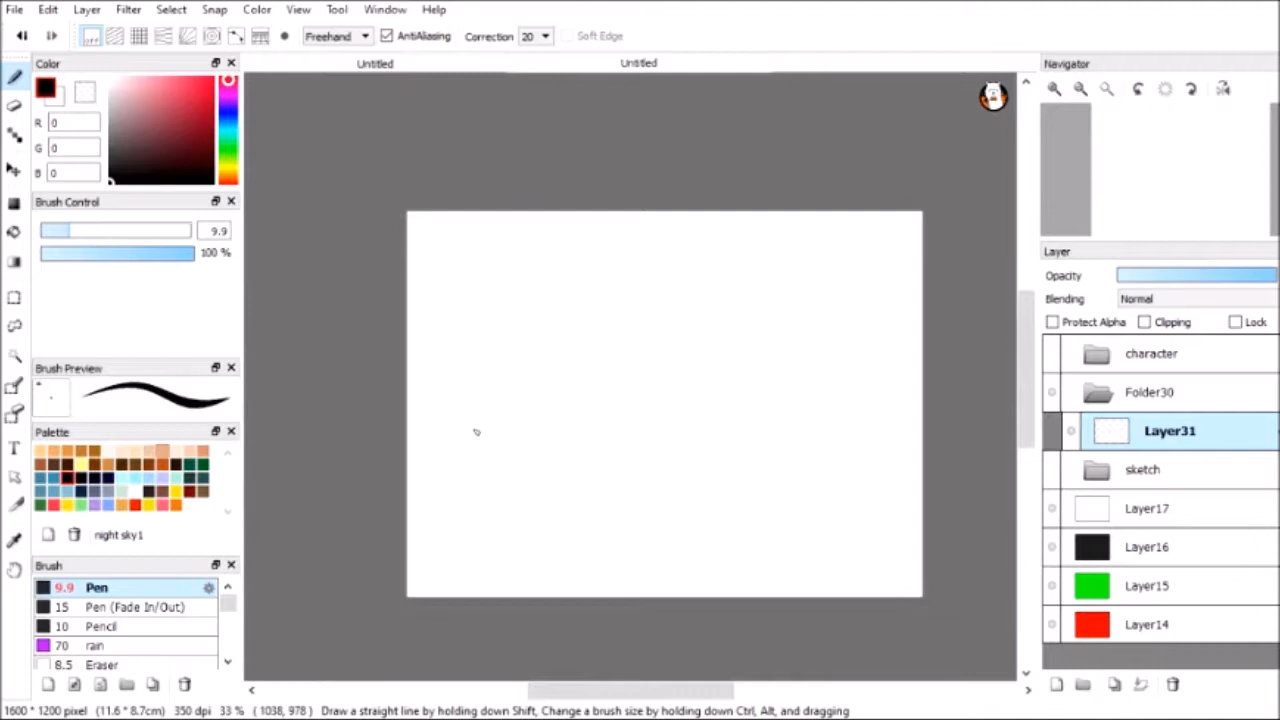 File Edit Layer Filter Select Snap Color View Tool Window Help
Freehand AntiAliasing Correction 20 Soft Edge
Color
R 0
G 0
B 0
Brush Control
9.9
100 %
Brush Preview
Palette
night sky1
Brush
9.9 Pen
15 Pen (Fade In/Out)
10 Pencil
70 rain
8.5 Eraser
Untitled Untitled
Navigator
Layer
Opacity
Blending Normal
Protect Alpha Clipping Lock
character
Folder30
Layer31
sketch
Layer17
Layer16
Layer15
Layer14
1600 * 1200 pixel (11.6 * 8.7cm) 350 dpi 33 % ( 1038, 978 ) Draw a straight line by holding down Shift, Change a brush size by holding down Ctrl, Alt, and dragging